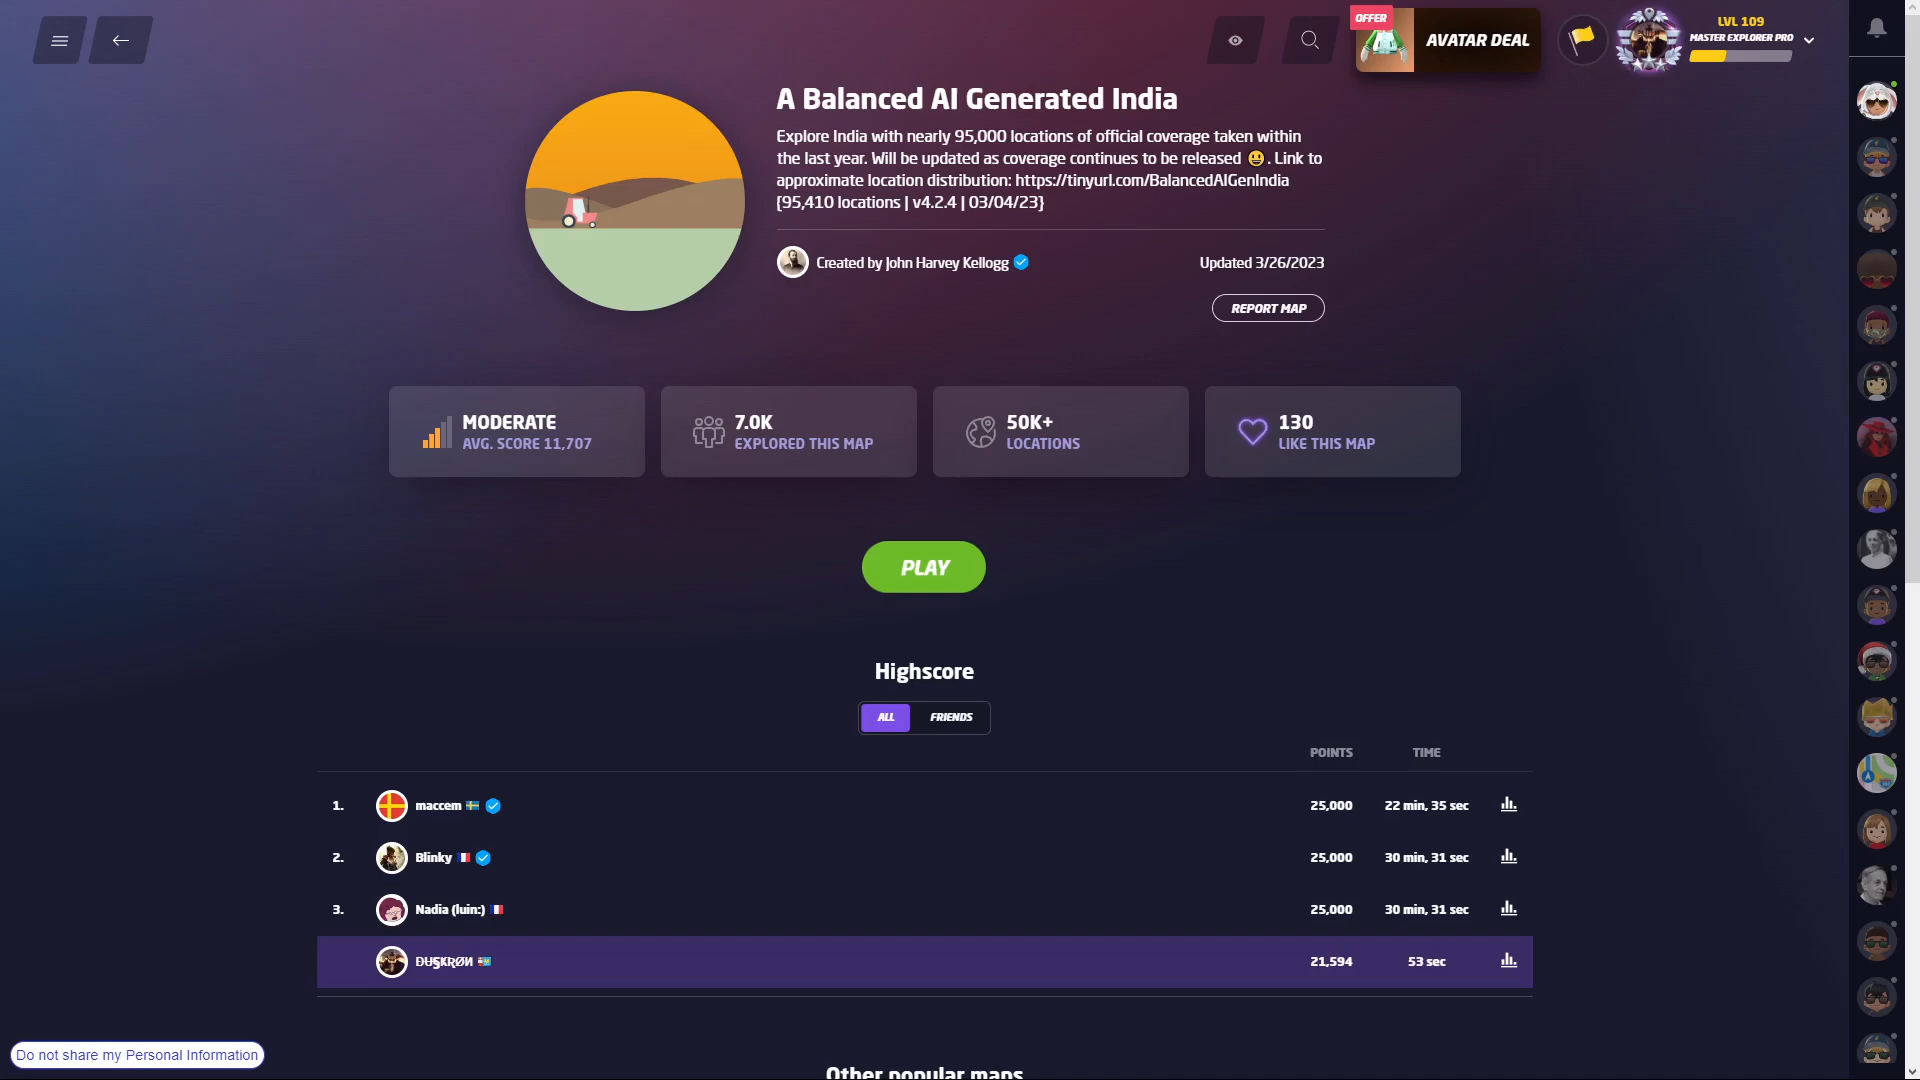 OFFER
AVATAR DEAL
LVL 109
MASTER EXPLORER PRO
A Balanced AI Generated India
Explore India with nearly 95,000 locations of official coverage taken within
the last year. Will be updated as coverage continues to be released 😃. Link to
approximate location distribution: https://tinyurl.com/BalancedAIGenIndia
[95,410 locations | v4.2.4 | 03/04/23}
Created by John Harvey Kellogg
Updated 3/26/2023
REPORT MAP
MODERATE
AVG. SCORE 11,707
7.0K
EXPLORED THIS MAP
50K+
LOCATIONS
130
LIKE THIS MAP
PLAY
Highscore
ALL
FRIENDS
POINTS TIME
1. maccem 25,000 22 min, 35 sec
2. Blinky 25,000 30 min, 31 sec
3. Nadia (luin:) 25,000 30 min, 31 sec
21,594 53 sec
Do not share my Personal Information
Other popular maps